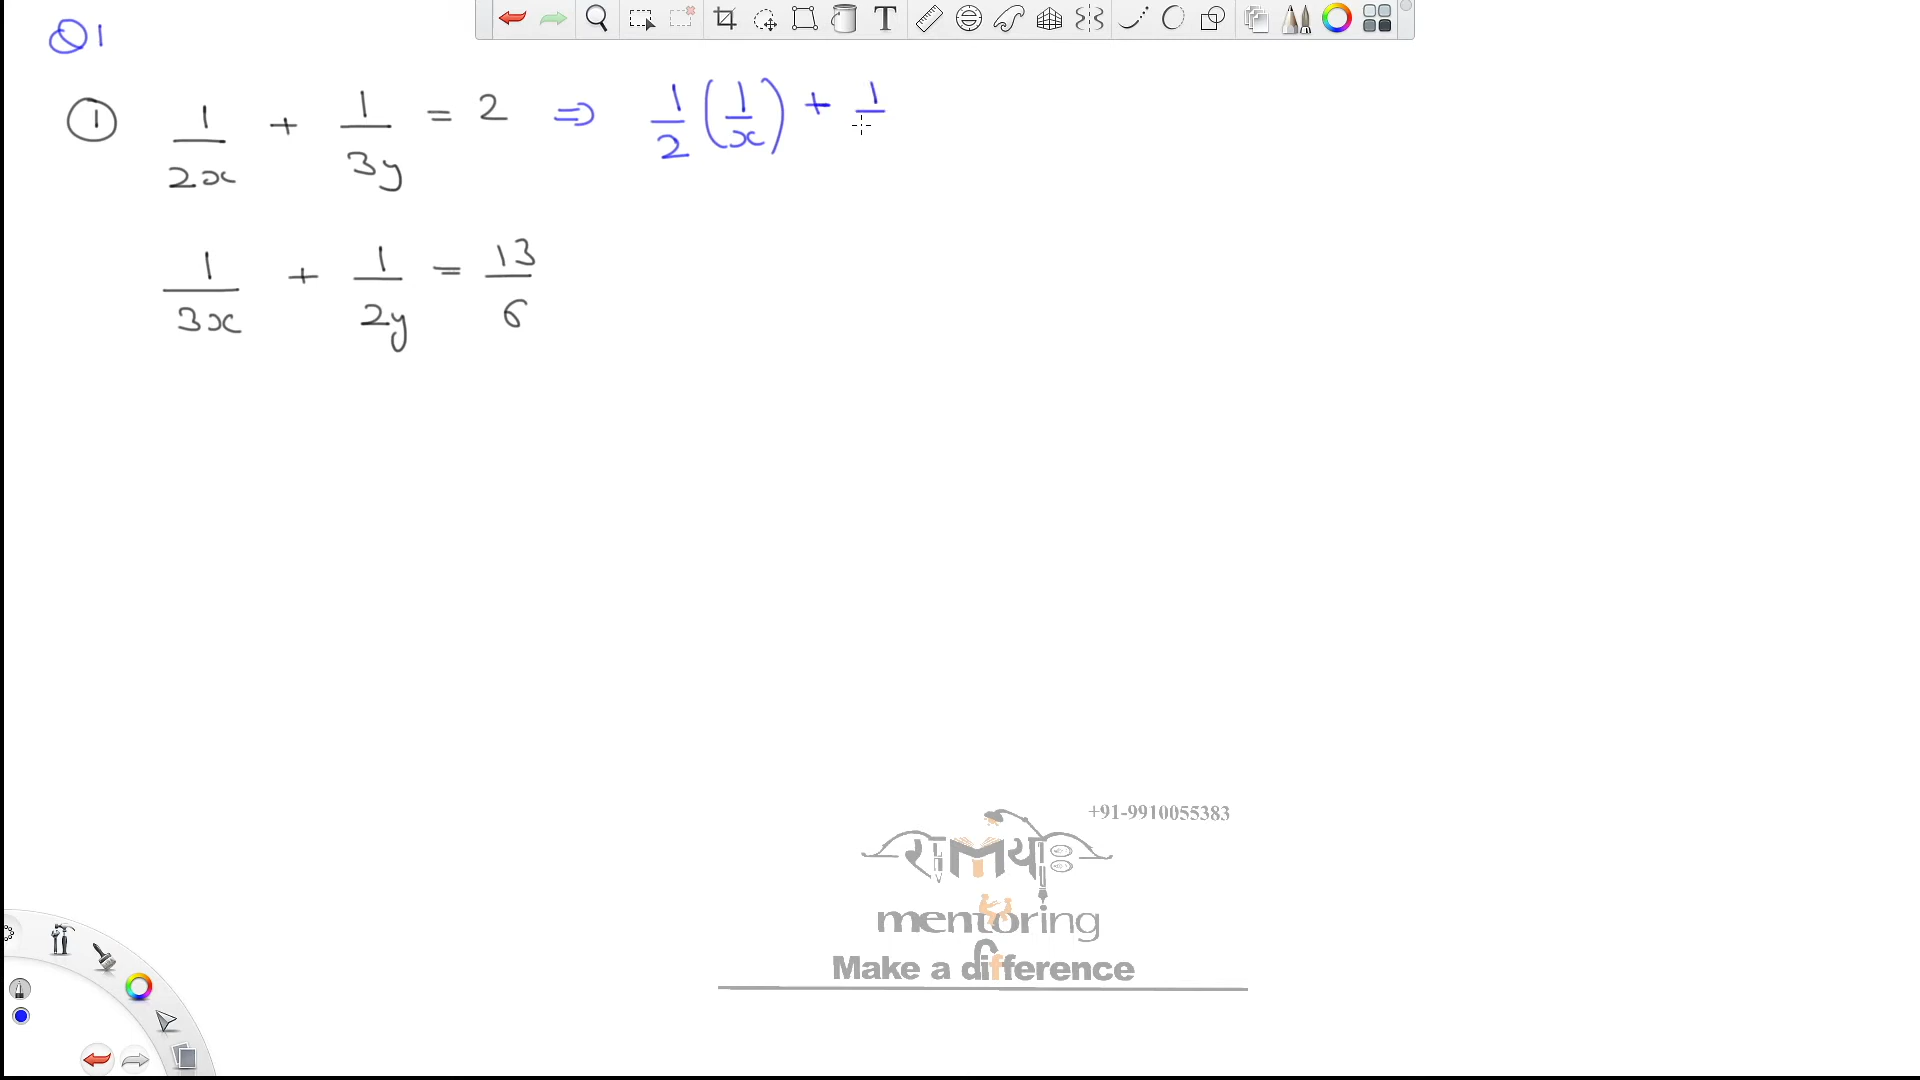 Q1
① 1/2x + 1/3y = 2 ⇒ 1/2 (1/x) + 1/
1/3x + 1/2y = 13/6
+91-9910055383
रामया
mentoring
Make a difference